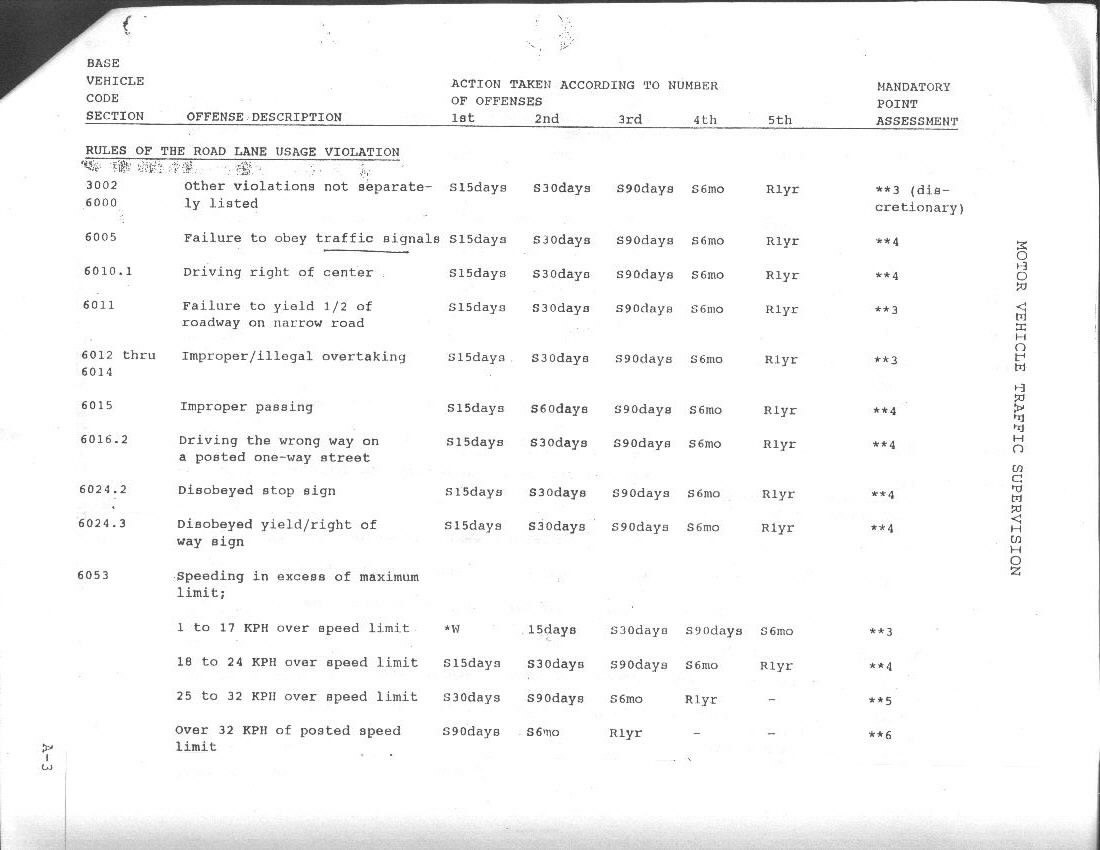 BASE
VEHICLE
CODE
SECTION OFFENSE DESCRIPTION
ACTION TAKEN ACCORDING TO NUMBER
OF OFFENSES
1st 2nd 3rd 4th 5th
MANDATORY
POINT
ASSESSMENT
RULES OF THE ROAD LANE USAGE VIOLATION
3002 Other violations not separate- S15days S30days S90days S6mo R1yr **3 (dis-
6000 ly listed cretionary)
6005 Failure to obey traffic signals S15days S30days S90days S6mo R1yr **4
6010.1 Driving right of center S15days S30days S90days S6mo R1yr **4
6011 Failure to yield 1/2 of S15days S30days S90days S6mo R1yr **3
roadway on narrow road
6012 thru Improper/illegal overtaking S15days S30days S90days S6mo R1yr **3
6014
6015 Improper passing S15days S60days S90days S6mo R1yr **4
6016.2 Driving the wrong way on S15days S30days S90days S6mo R1yr **4
a posted one-way street
6024.2 Disobeyed stop sign S15days S30days S90days S6mo R1yr **4
6024.3 Disobeyed yield/right of S15days S30days S90days S6mo R1yr **4
way sign
6053 Speeding in excess of maximum
limit;
1 to 17 KPH over speed limit *W 15days S30days S90days S6mo **3
18 to 24 KPH over speed limit S15days S30days S90days S6mo R1yr **4
25 to 32 KPH over speed limit S30days S90days S6mo R1yr - **5
Over 32 KPH of posted speed S90days S6mo R1yr - - **6
limit
MOTOR VEHICLE TRAFFIC SUPERVISION
A-3